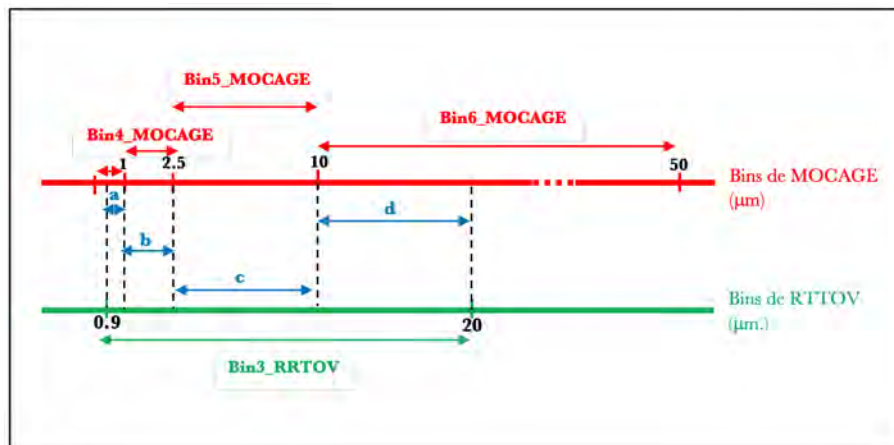 Bin5_MOCAGE
Bin4_MOCAGE
Bin6_MOCAGE
1 2.5 10 50
Bins de MOCAGE
(µm)
a
b
c
d
0.9 20
Bins de RTTOV
(µm.)
Bin3_RRTOV